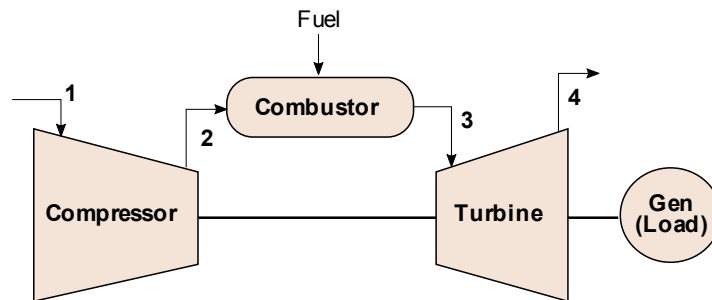 Fuel
1
2
Combustor
3
4
Compressor
Turbine
Gen
(Load)